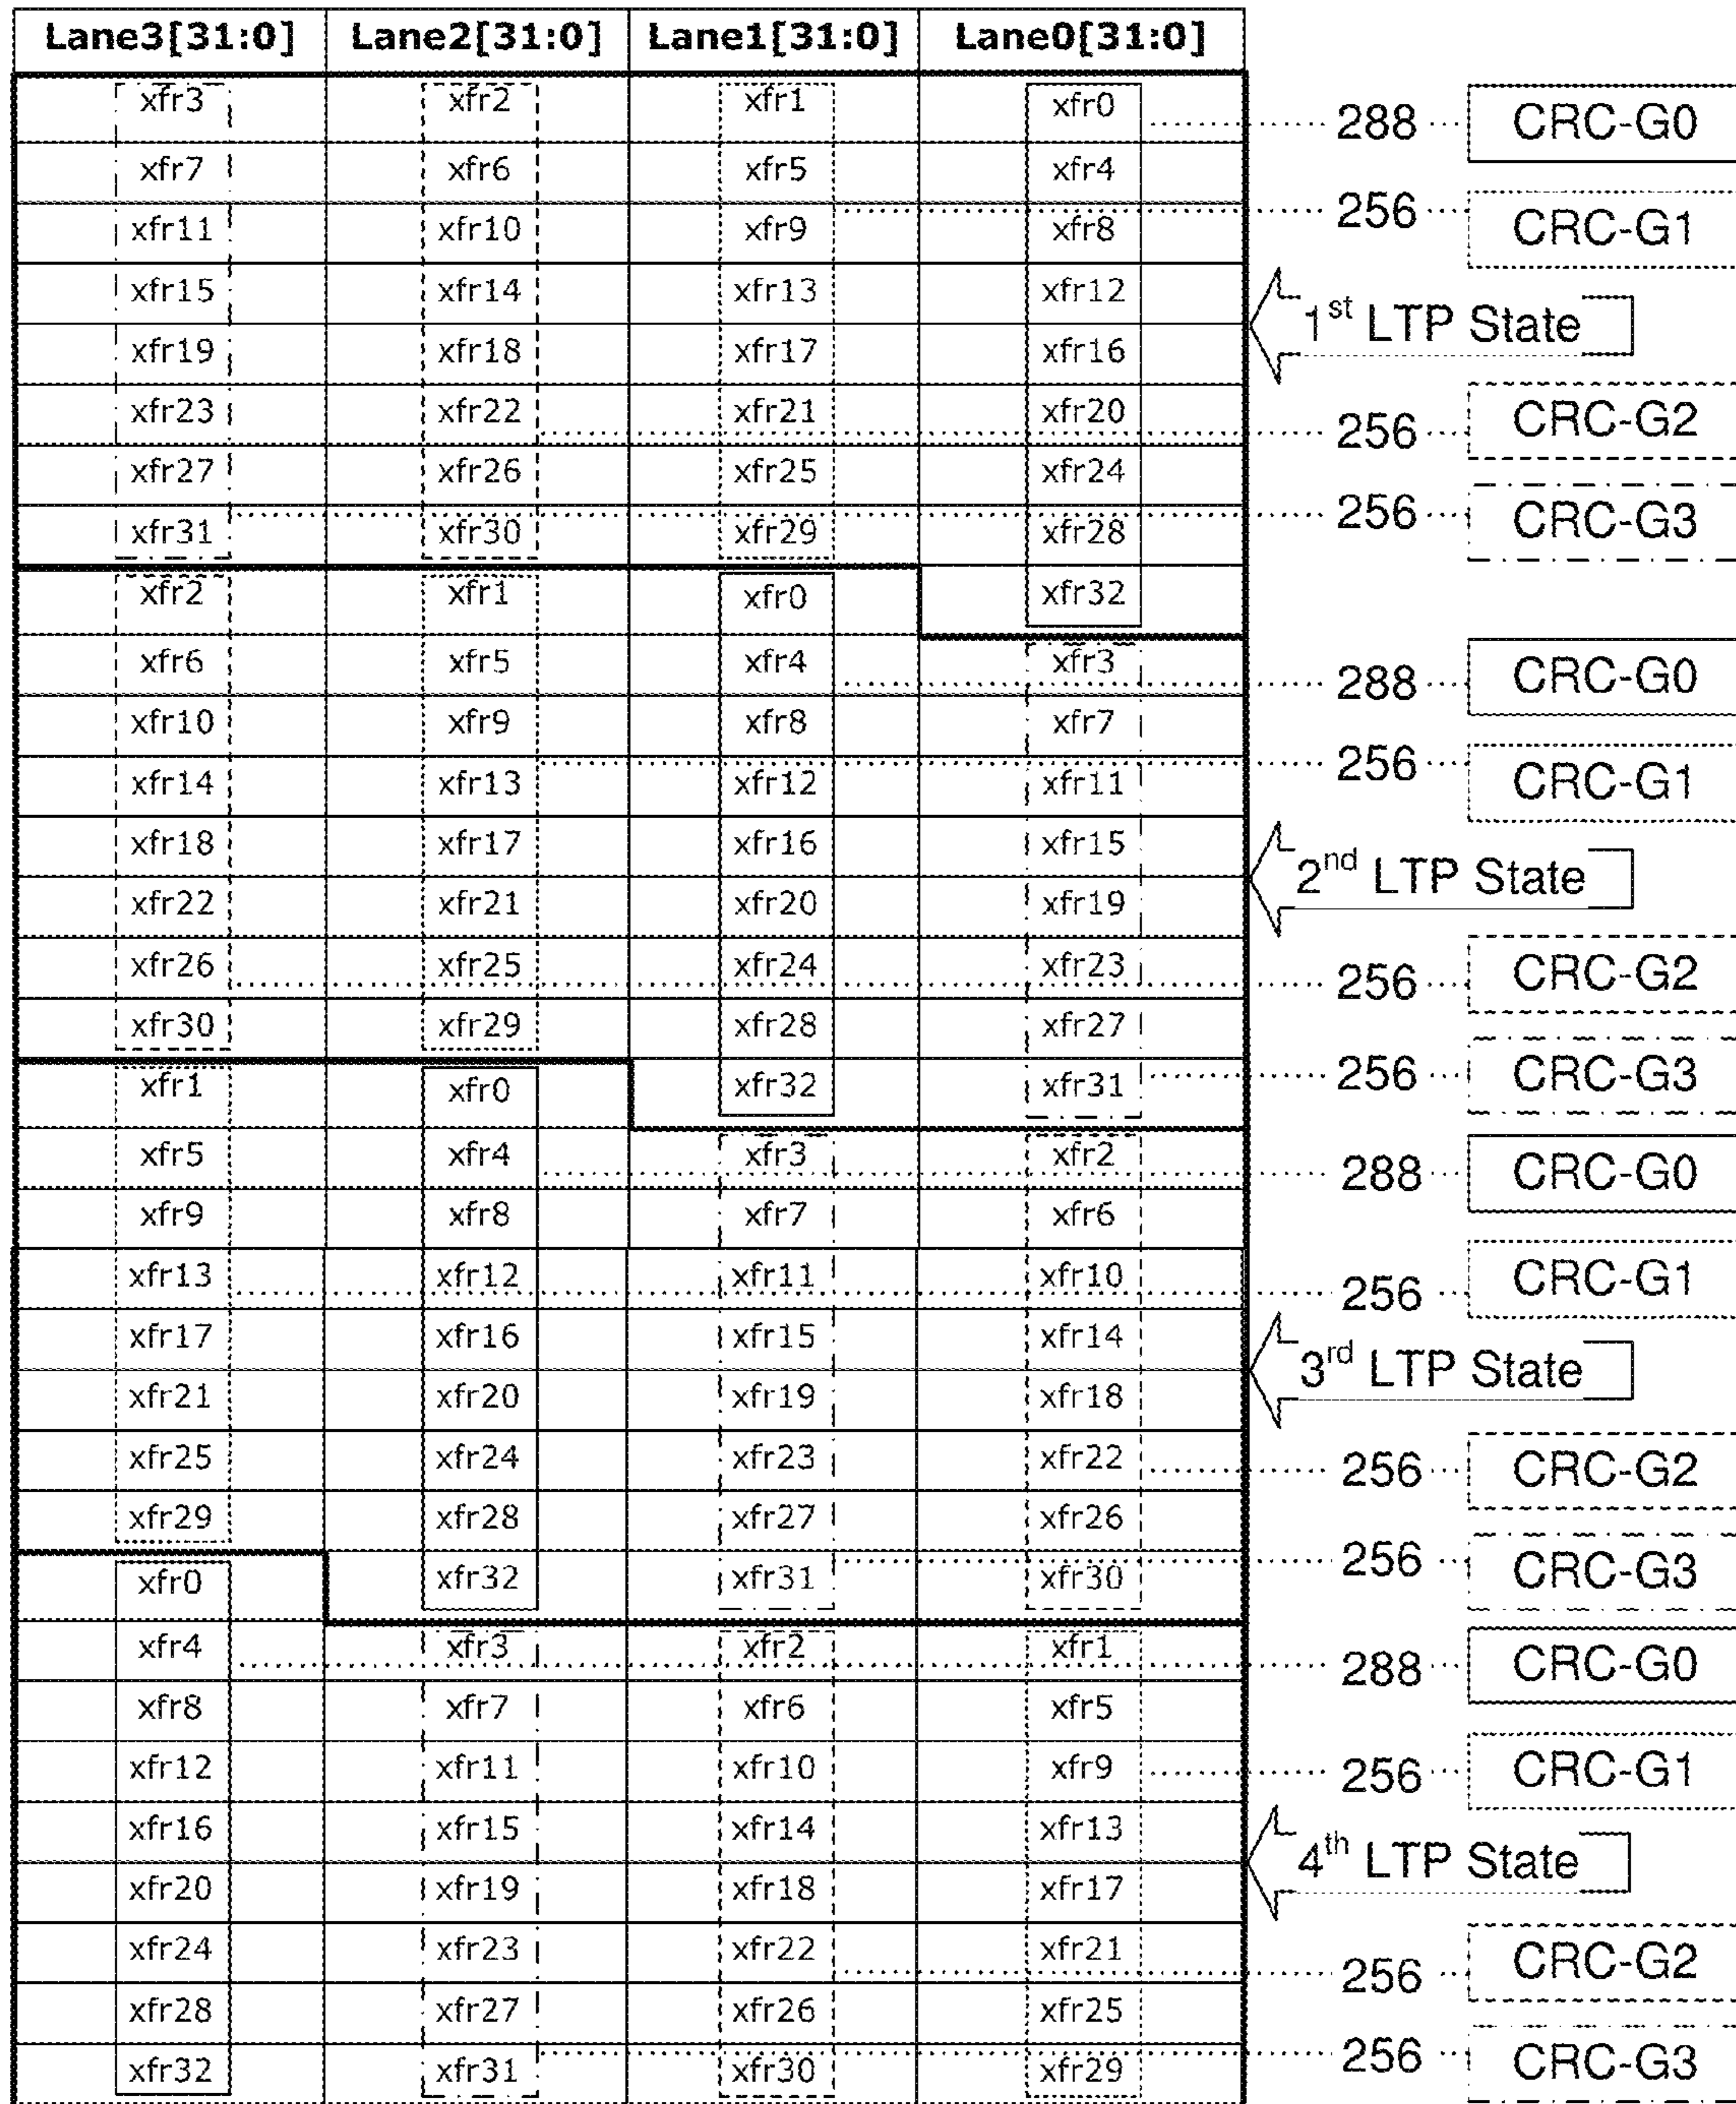 Lane3[31:0] Lane2[31:0] Lane1[31:0] Lane0[31:0]
xfr3 xfr2 xfr1 xfr0 288 CRC-G0
xfr7 xfr6 xfr5 xfr4
xfr11 xfr10 xfr9 xfr8 256 CRC-G1
xfr15 xfr14 xfr13 xfr12 1st LTP State
xfr19 xfr18 xfr17 xfr16
xfr23 xfr22 xfr21 xfr20 256 CRC-G2
xfr27 xfr26 xfr25 xfr24
xfr31 xfr30 xfr29 xfr28 256 CRC-G3
xfr2 xfr1 xfr0 xfr32
xfr6 xfr5 xfr4 xfr3 288 CRC-G0
xfr10 xfr9 xfr8 xfr7
xfr14 xfr13 xfr12 xfr11 256 CRC-G1
xfr18 xfr17 xfr16 xfr15 2nd LTP State
xfr22 xfr21 xfr20 xfr19
xfr26 xfr25 xfr24 xfr23 256 CRC-G2
xfr30 xfr29 xfr28 xfr27
xfr1 xfr0 xfr32 xfr31 256 CRC-G3
xfr5 xfr4 xfr3 xfr2 288 CRC-G0
xfr9 xfr8 xfr7 xfr6
xfr13 xfr12 xfr11 xfr10 256 CRC-G1
xfr17 xfr16 xfr15 xfr14 3rd LTP State
xfr21 xfr20 xfr19 xfr18
xfr25 xfr24 xfr23 xfr22 256 CRC-G2
xfr29 xfr28 xfr27 xfr26
xfr0 xfr32 xfr31 xfr30 256 CRC-G3
xfr4 xfr3 xfr2 xfr1 288 CRC-G0
xfr8 xfr7 xfr6 xfr5
xfr12 xfr11 xfr10 xfr9 256 CRC-G1
xfr16 xfr15 xfr14 xfr13 4th LTP State
xfr20 xfr19 xfr18 xfr17
xfr24 xfr23 xfr22 xfr21 256 CRC-G2
xfr28 xfr27 xfr26 xfr25
xfr32 xfr31 xfr30 xfr29 256 CRC-G3